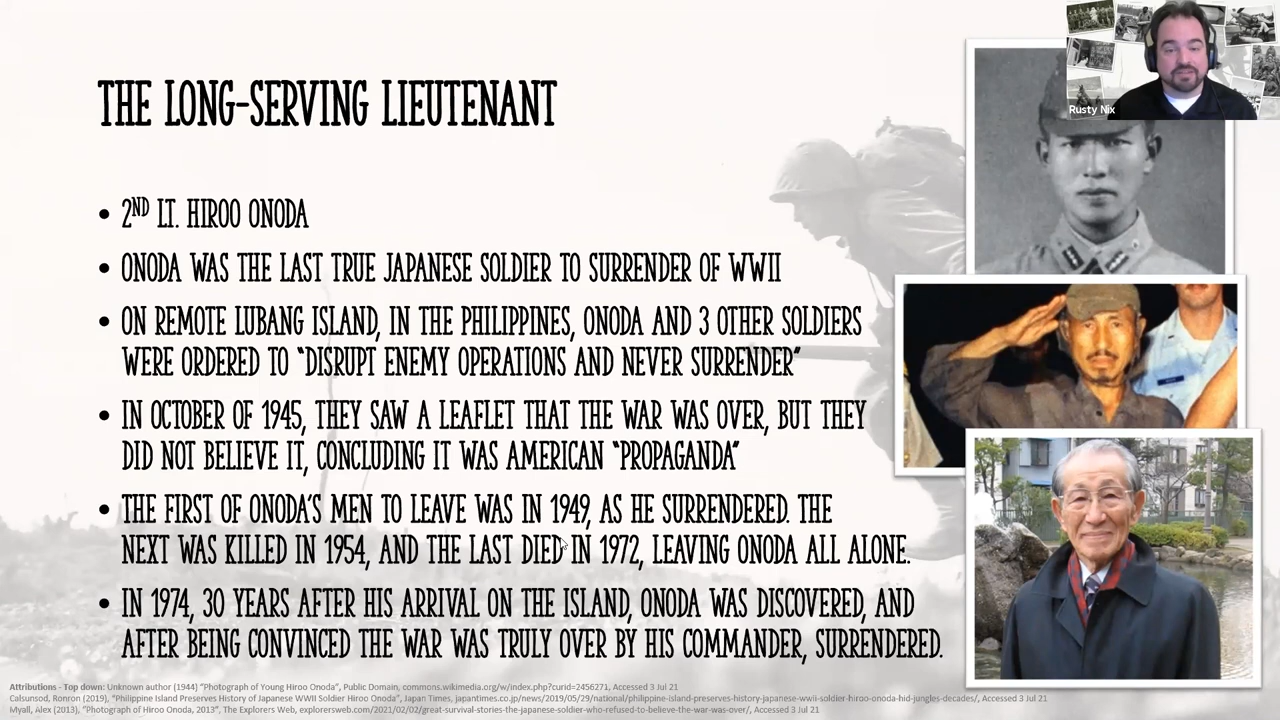 Rusty Nix
THE LONG-SERVING LIEUTENANT
• 2ND LT. HIROO ONODA
• ONODA WAS THE LAST TRUE JAPANESE SOLDIER TO SURRENDER OF WWII
• ON REMOTE LUBANG ISLAND, IN THE PHILIPPINES, ONODA AND 3 OTHER SOLDIERS
WERE ORDERED TO "DISRUPT ENEMY OPERATIONS AND NEVER SURRENDER"
• IN OCTOBER OF 1945, THEY SAW A LEAFLET THAT THE WAR WAS OVER, BUT THEY
DID NOT BELIEVE IT, CONCLUDING IT WAS AMERICAN "PROPAGANDA"
• THE FIRST OF ONODA'S MEN TO LEAVE WAS IN 1949, AS HE SURRENDERED. THE
NEXT WAS KILLED IN 1954, AND THE LAST DIED IN 1972, LEAVING ONODA ALL ALONE.
• IN 1974, 30 YEARS AFTER HIS ARRIVAL ON THE ISLAND, ONODA WAS DISCOVERED, AND
AFTER BEING CONVINCED THE WAR WAS TRULY OVER BY HIS COMMANDER, SURRENDERED.
Attributions - Top down: Unknown author (1944) "Photograph of Young Hiroo Onoda", Public Domain, commons.wikimedia.org/w/index.php?curid=2456271, Accessed 3 Jul 21
Calsunsod, Ronron (2019), "Philippine Island Preserves History of Japanese WWII Soldier Hiroo Onoda", Japan Times, japantimes.co.jp/news/2019/05/29/national/philippine-island-preserves-history-japanese-wwii-soldier-hiroo-onoda-hid-jungles-decades/, Accessed 3 Jul 21
Myall, Alex (2013), "Photograph of Hiroo Onoda, 2013", The Explorers Web, explorersweb.com/2021/02/02/great-survival-stories-the-japanese-soldier-who-refused-to-believe-the-war-was-over/, Accessed 3 Jul 21